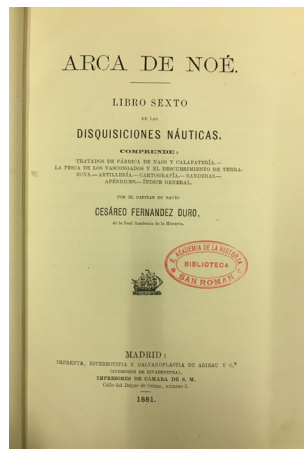 ARCA DE NOÉ.
LIBRO SEXTO
DE LAS
DISQUISICIONES NÁUTICAS.
COMPRENDE:
TRATADOS DE FÁBRICA DE NAOS Y CALAFATERÍA.—
LA PESCA DE LOS VASCONGADOS Y EL DESCUBRIMIENTO DE TERRA-
NOVA.—ARTILLERÍA.—CARTOGRAFÍA.—BANDERAS.—
APÉNDICES.—ÍNDICE GENERAL.
POR EL CAPITAN DE NAVÍO
CESÁREO FERNANDEZ DURO,
de la Real Academia de la Historia.
R. ACADEMIA DE LA HISTORIA
BIBLIOTECA
SAN ROMAN
MADRID:
IMPRENTA, ESTEREOTIPIA Y GALVANOPLASTIA DE ARIBAU Y C.ª
(SUCESORES DE RIVADENEYRA),
IMPRESORES DE CÁMARA DE S. M.
Calle del Duque de Osuna, número 3.
1881.